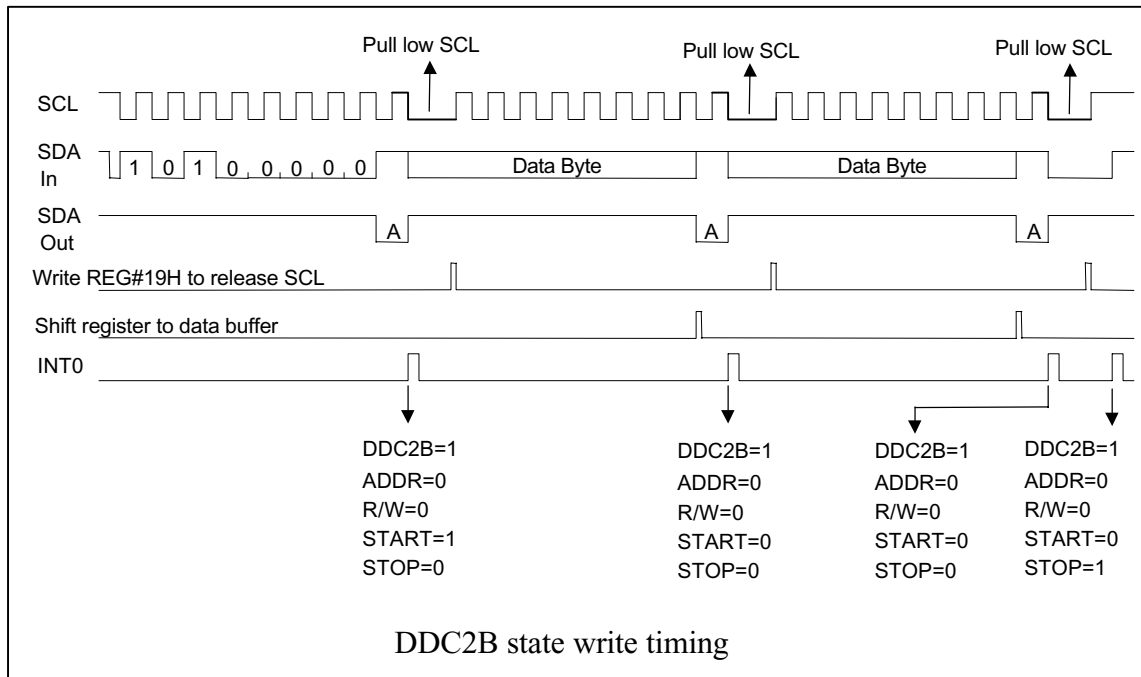 Pull low SCL
Pull low SCL
Pull low SCL
SCL
SDA
In
1 0 1 0 0 0 0 0
Data Byte
Data Byte
SDA
Out
A
A
A
Write REG#19H to release SCL
Shift register to data buffer
INT0
DDC2B=1
ADDR=0
R/W=0
START=1
STOP=0
DDC2B=1
ADDR=0
R/W=0
START=0
STOP=0
DDC2B=1
ADDR=0
R/W=0
START=0
STOP=0
DDC2B=1
ADDR=0
R/W=0
START=0
STOP=1
DDC2B state write timing